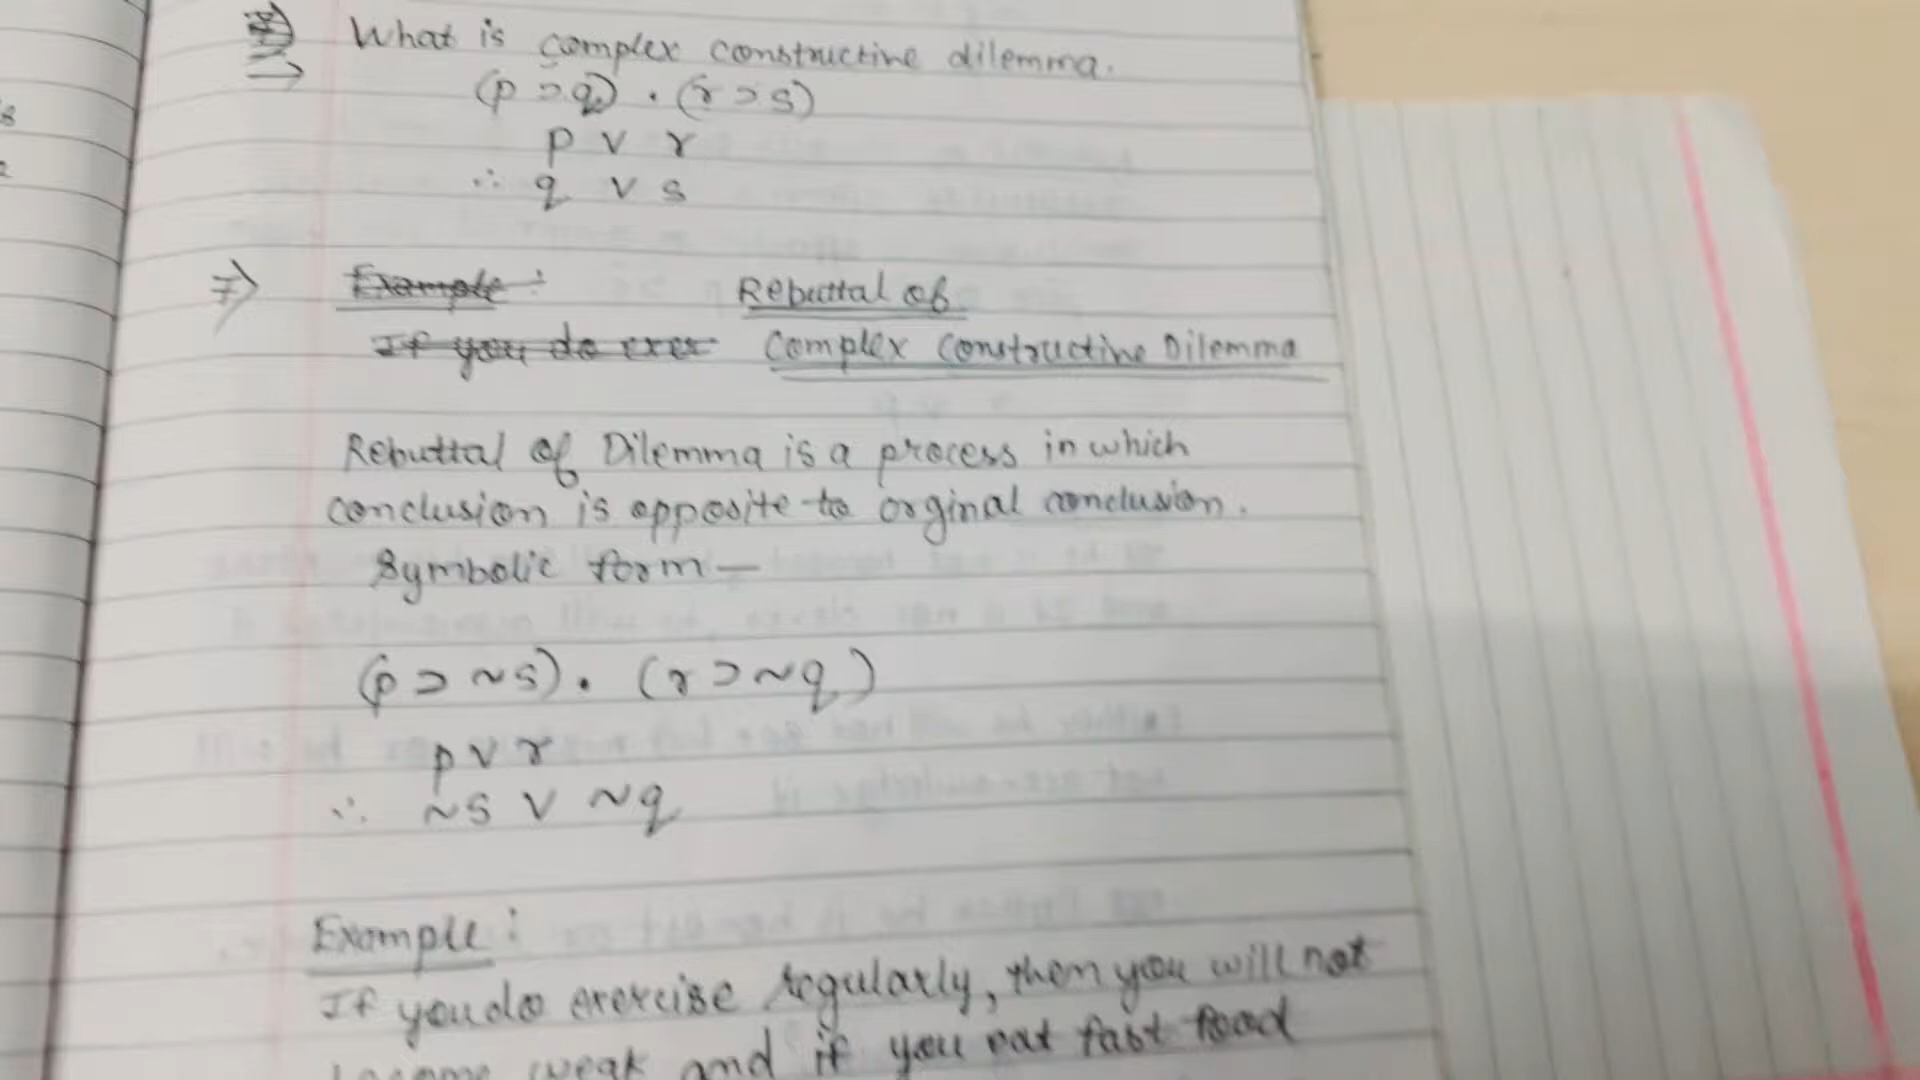 What is complex constructive dilemma.
(p ⊃ q) . (r ⊃ s)
p v r
∴ q v s
7) Example : Rebuttal of
If you do exer Complex Constructive Dilemma
Rebuttal of Dilemma is a process in which
conclusion is opposite to orginal conclusion.
Symbolic form —
(p ⊃ ~s) . (r ⊃ ~q)
p v r
∴ ~s v ~q
Example :
If you do exercise regularly, then you will not
become weak and if you eat fast food